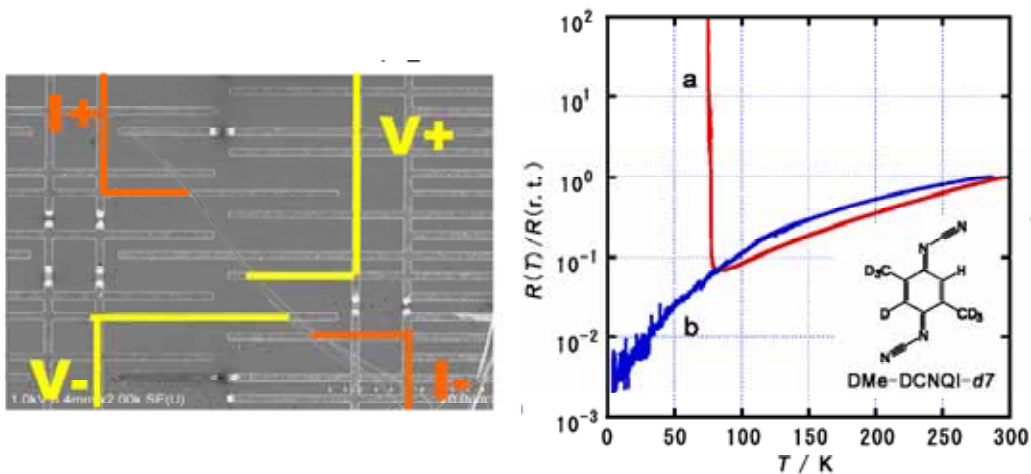 I+
V+
V-
I-
a
b
R(T)/R(r. t.)
10²
10¹
10⁰
10⁻¹
10⁻²
10⁻³
0
50
100
150
200
250
300
T / K
N
N
D₃C
H
D
CD₃
N
N
DMe-DCNQI-d7